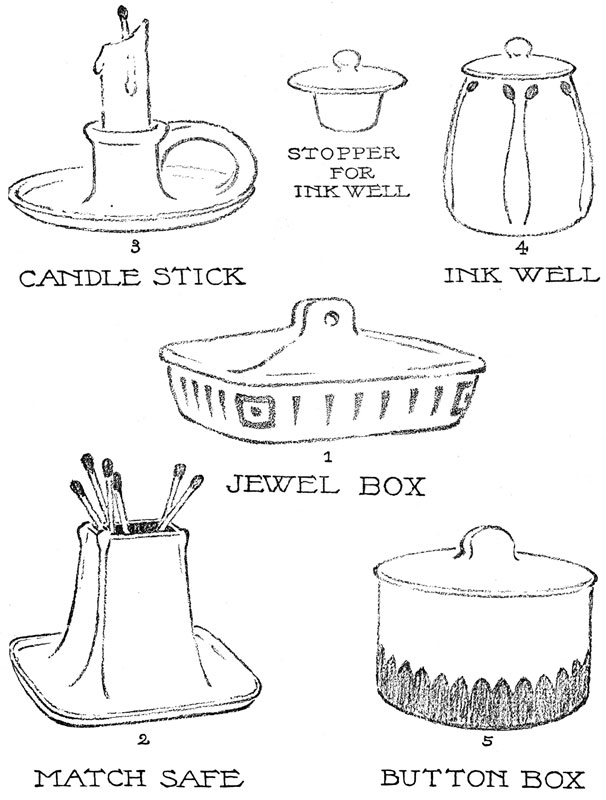 STOPPER
FOR
INK WELL
3
CANDLE STICK
4
INK WELL
1
JEWEL BOX
2
MATCH SAFE
5
BUTTON BOX